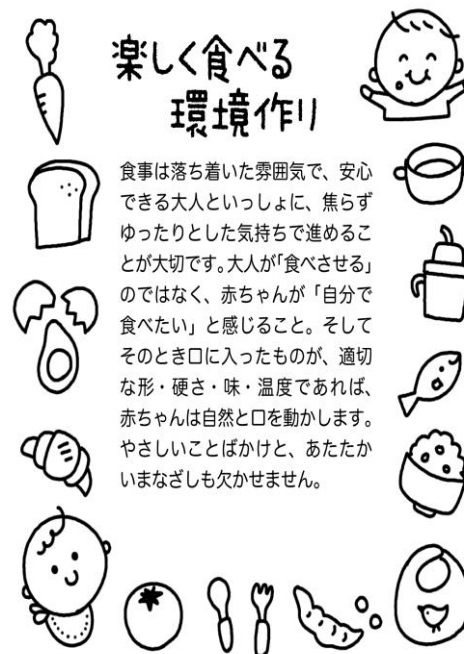 楽しく食べる
環境作り
食事は落ち着いた雰囲気で、安心
できる大人といっしょに、焦らず
ゆったりとした気持ちで進めるこ
とが大切です。大人が「食べさせる」
のではなく、赤ちゃんが「自分で
食べたい」と感じること。そして
そのとき口に入ったものが、適切
な形・硬さ・味・温度であれば、
赤ちゃんは自然と口を動かします。
やさしいことばかけと、あたたか
いまなざしも欠かせません。